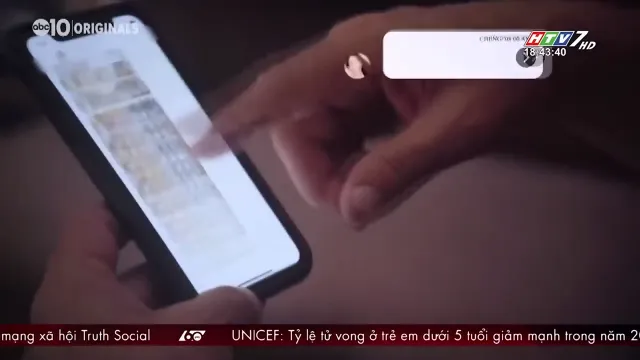 abc10 ORIGINALS
HTV7 HD
18:43:40
mạng xã hội Truth Social
60
UNICEF: Tỷ lệ tử vong ở trẻ em dưới 5 tuổi giảm mạnh trong năm